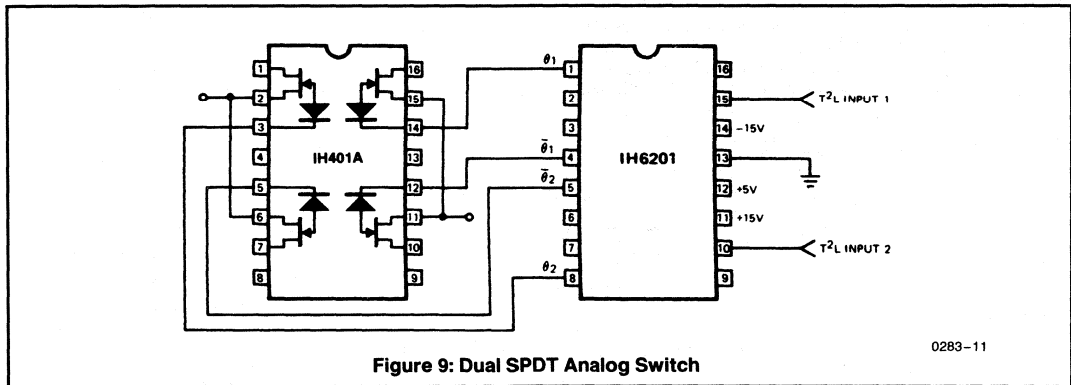 1
2
3
4
5
6
7
8
IH401A
16
15
14
13
12
11
10
9
θ1
θ̄1
θ̄2
θ2
1
2
3
4
5
6
7
8
IH6201
16
15
14
13
12
11
10
9
T²L INPUT 1
-15V
+5V
+15V
T²L INPUT 2
0283-11
Figure 9: Dual SPDT Analog Switch